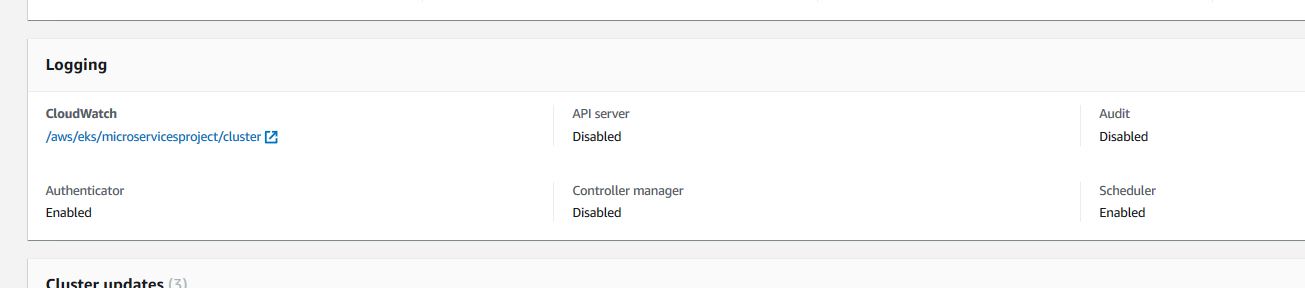 Logging
CloudWatch
/aws/eks/microservicesproject/cluster
API server
Disabled
Audit
Disabled
Authenticator
Enabled
Controller manager
Disabled
Scheduler
Enabled
Cluster updates (3)